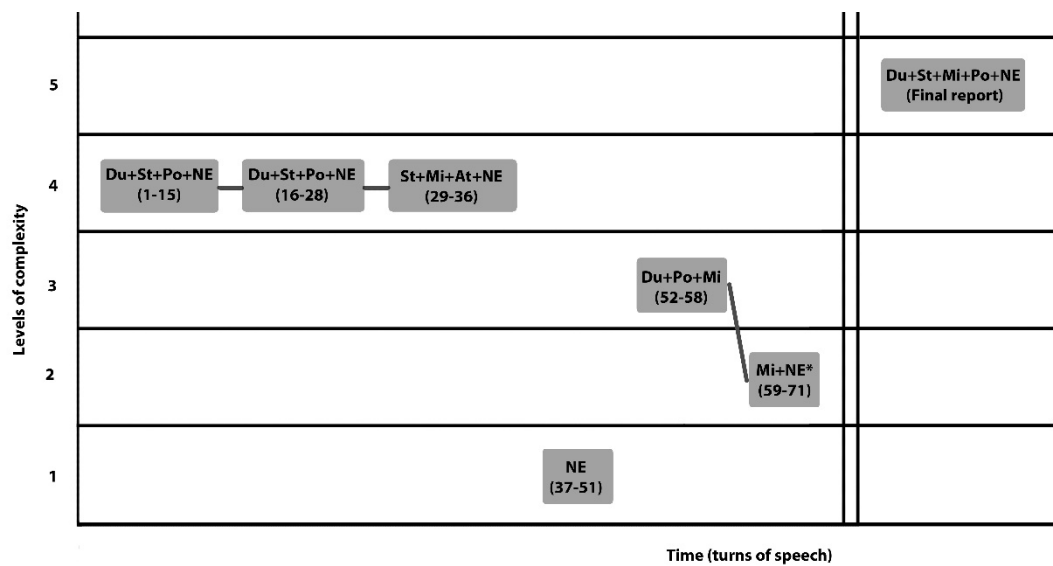 5
Du+St+Mi+Po+NE
(Final report)
4
Du+St+Po+NE
(1-15)
Du+St+Po+NE
(16-28)
St+Mi+At+NE
(29-36)
3
Du+Po+Mi
(52-58)
2
Mi+NE*
(59-71)
1
NE
(37-51)
Levels of complexity
Time (turns of speech)